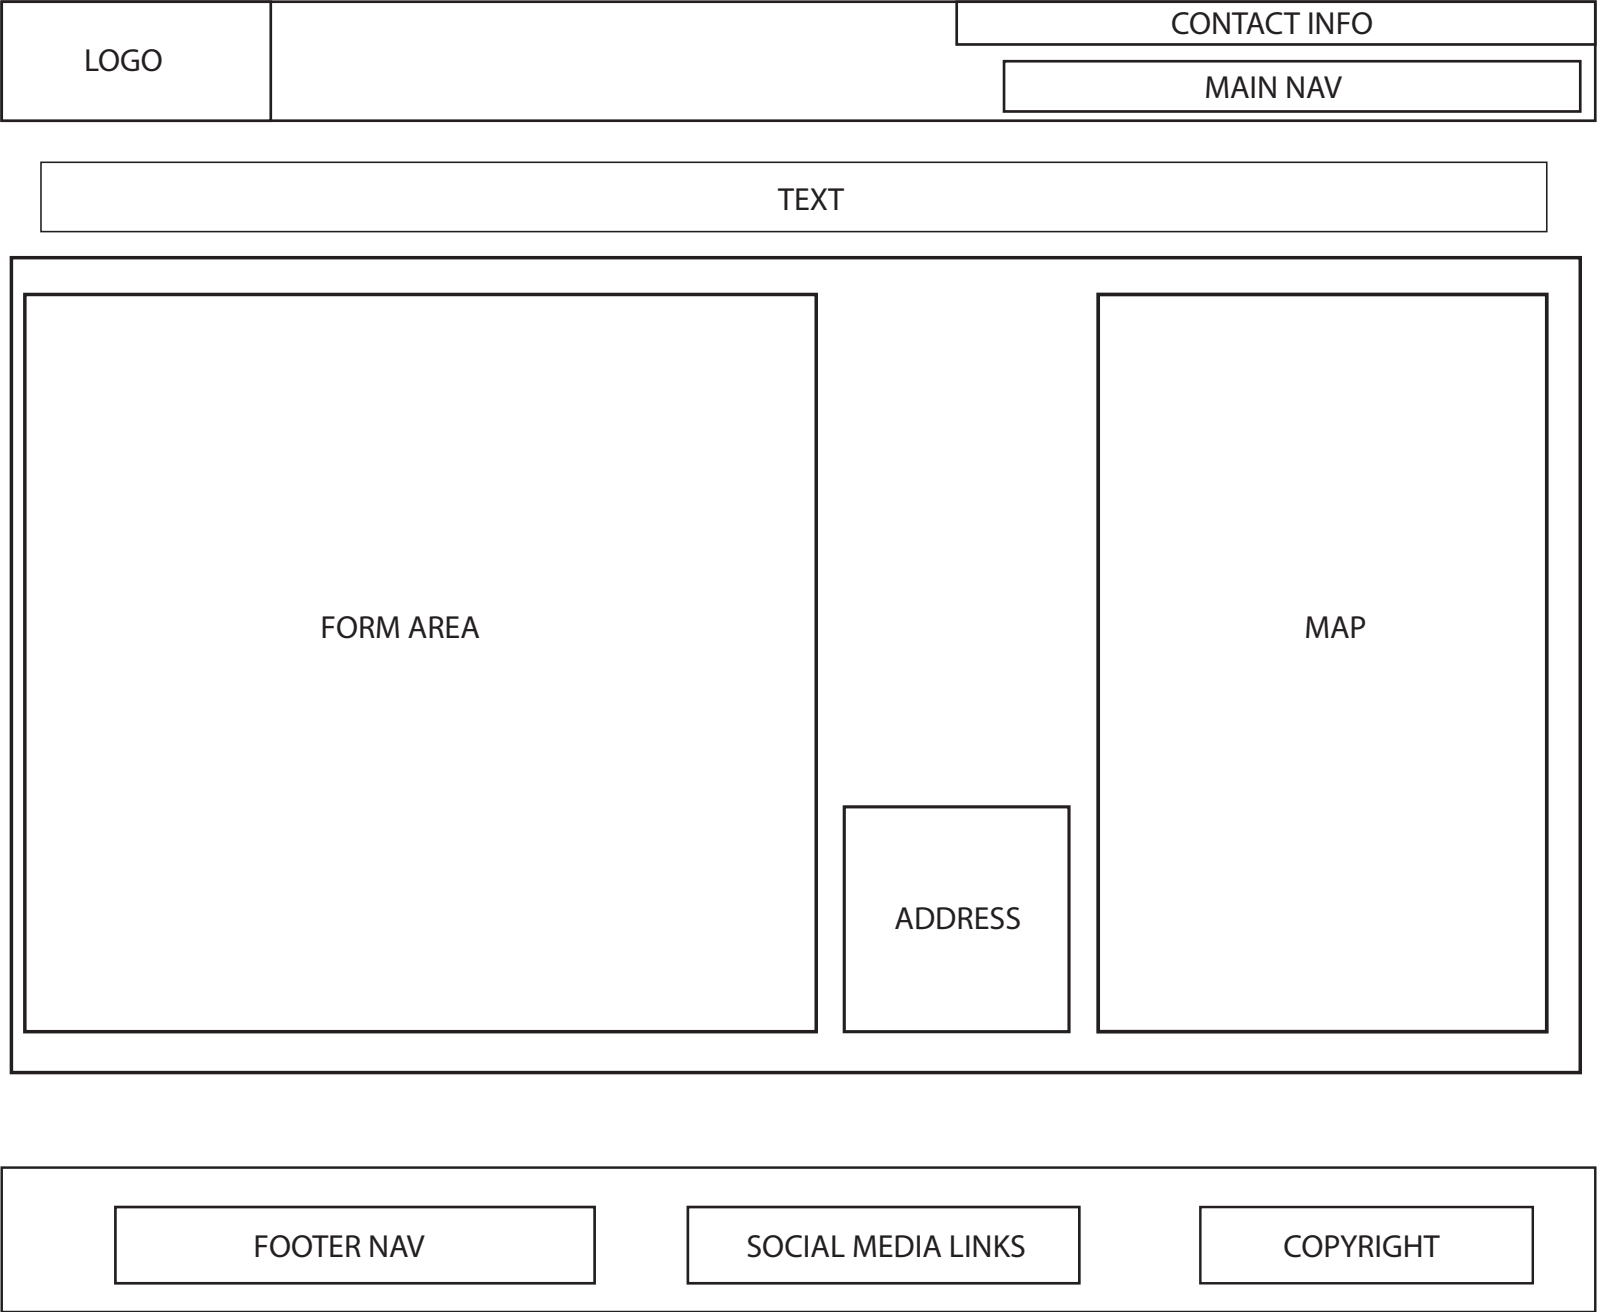 LOGO
CONTACT INFO
MAIN NAV
TEXT
FORM AREA
MAP
ADDRESS
FOOTER NAV
SOCIAL MEDIA LINKS
COPYRIGHT